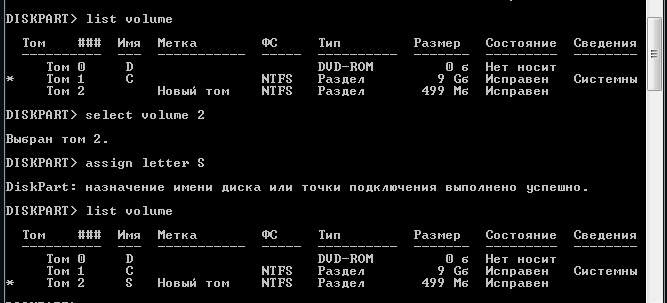 DISKPART> list volume
Том ### Имя Метка ФС Тип Размер Состояние Сведения
Том 0 D DVD-ROM 0 б Нет носит
* Том 1 C NTFS Раздел 9 Gб Исправен Системны
Том 2 Новый том NTFS Раздел 499 Мб Исправен
DISKPART> select volume 2
Выбран том 2.
DISKPART> assign letter S
DiskPart: назначение имени диска или точки подключения выполнено успешно.
DISKPART> list volume
Том ### Имя Метка ФС Тип Размер Состояние Сведения
Том 0 D DVD-ROM 0 б Нет носит
Том 1 C NTFS Раздел 9 Gб Исправен Системны
* Том 2 S Новый том NTFS Раздел 499 Мб Исправен